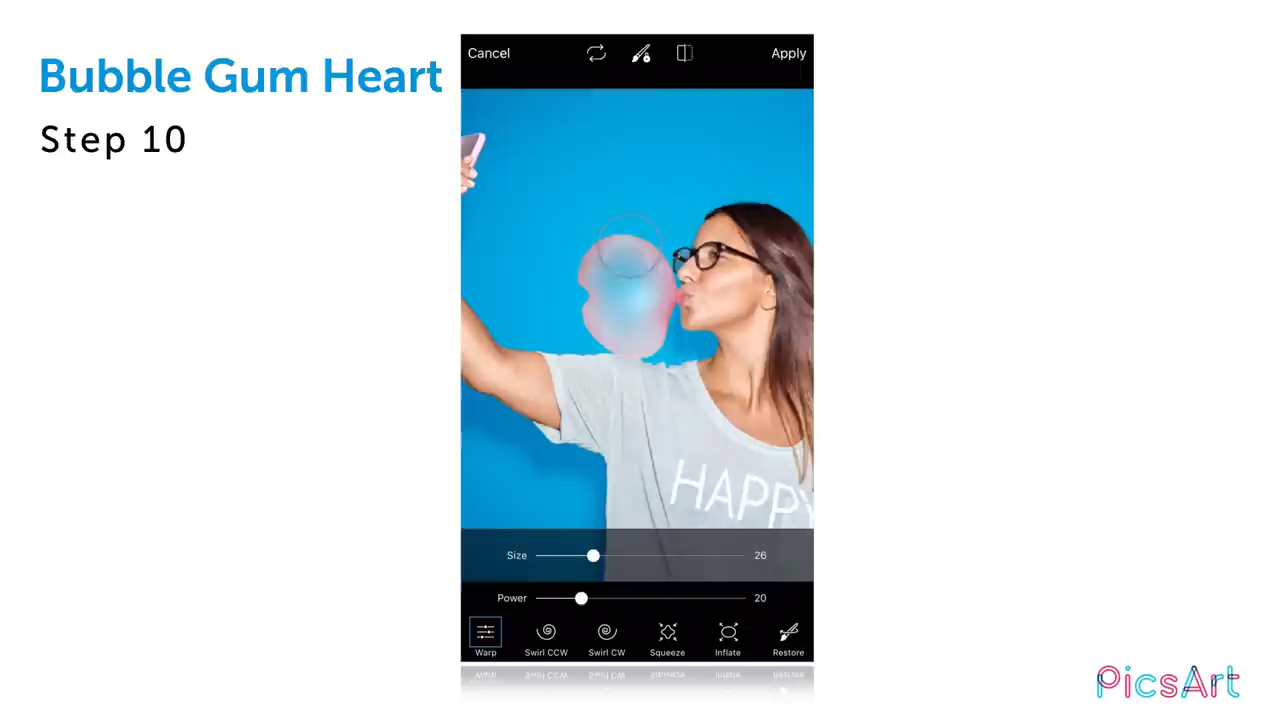 Bubble Gum Heart
Step 10
Cancel
Apply
HAPPY
Size 26
Power 20
Warp Swirl CCW Swirl CW Squeeze Inflate Restore
PicsArt